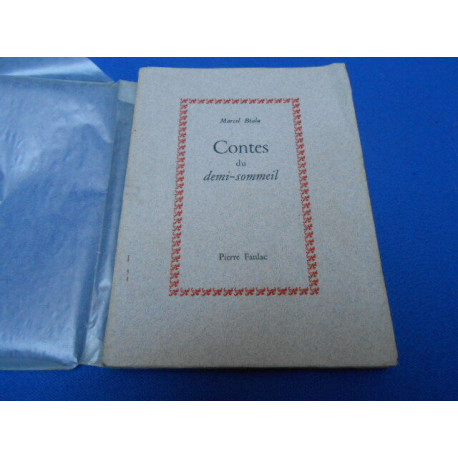 Marcel Béalu
Contes
du
demi-sommeil
Pierre Fanlac